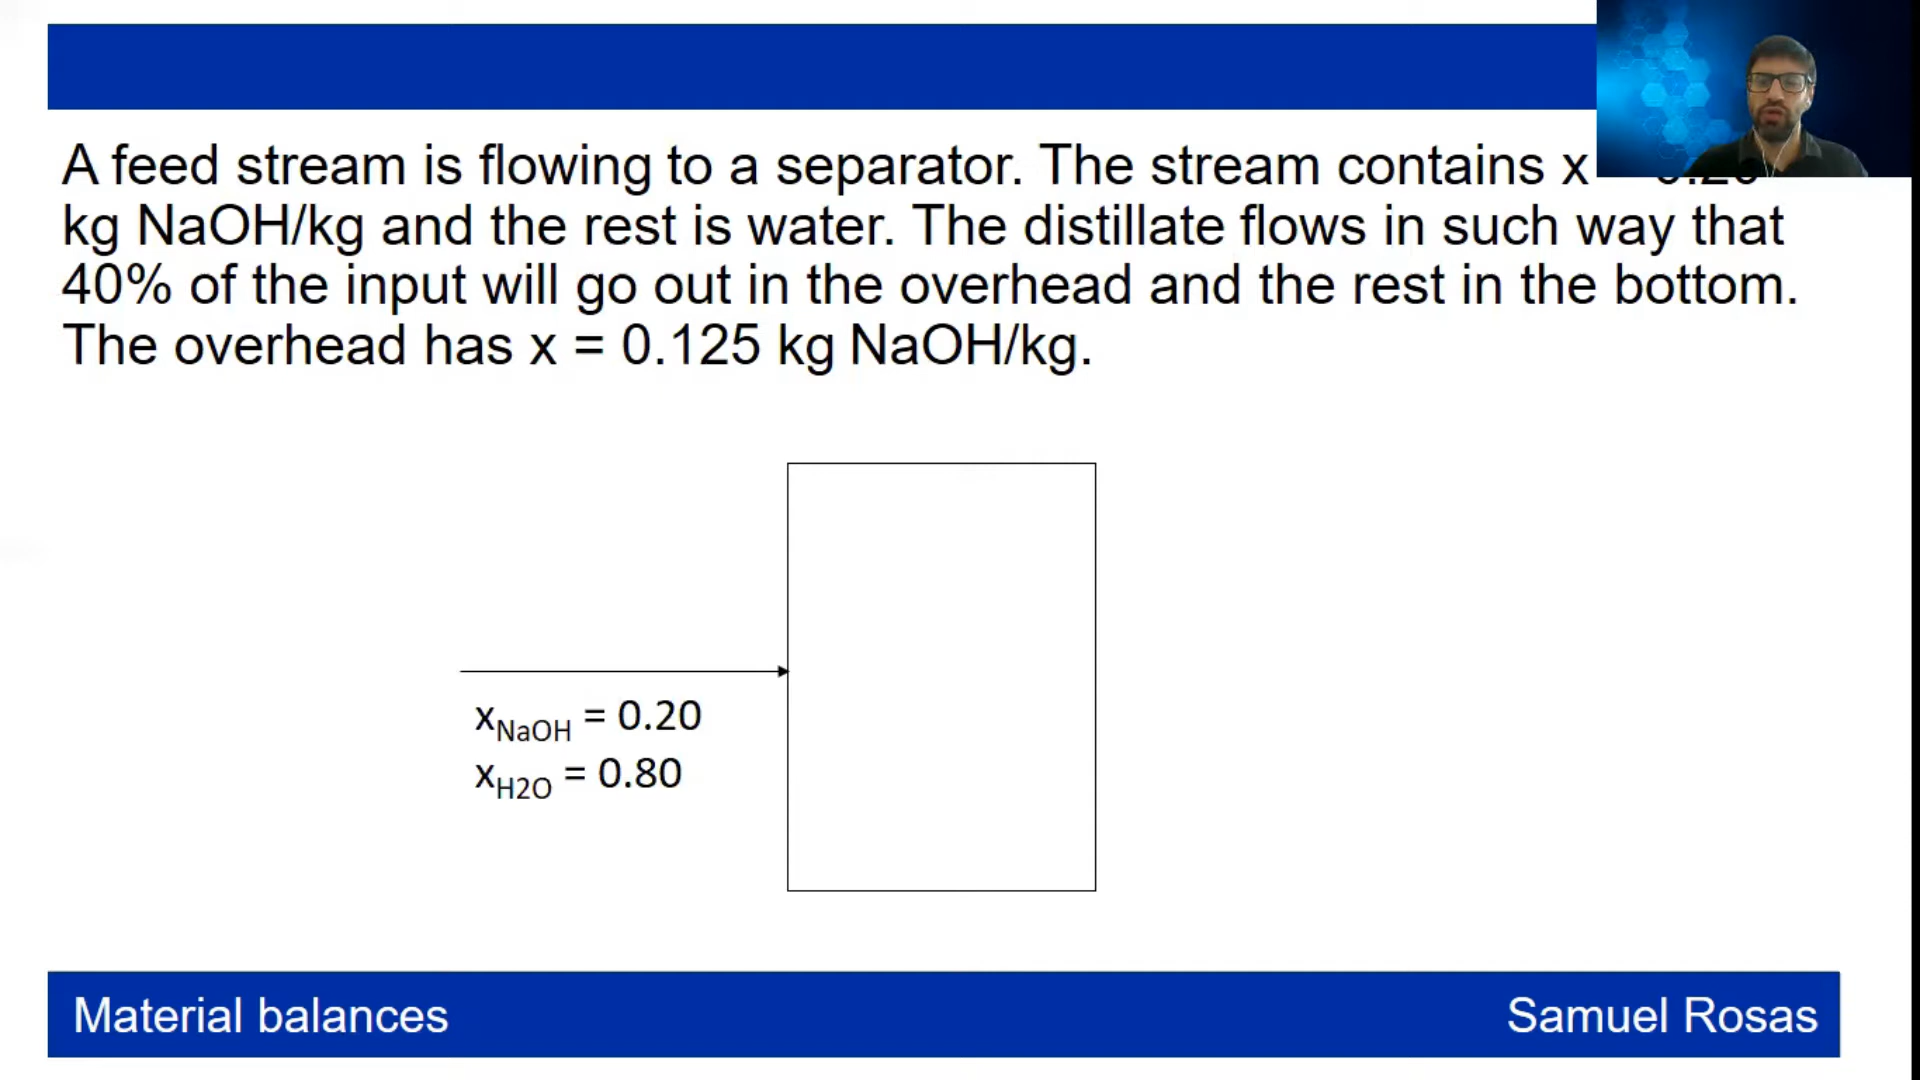 A feed stream is flowing to a separator. The stream contains x
kg NaOH/kg and the rest is water. The distillate flows in such way that
40% of the input will go out in the overhead and the rest in the bottom.
The overhead has x = 0.125 kg NaOH/kg.
xNaOH = 0.20
xH2O = 0.80
Material balances
Samuel Rosas